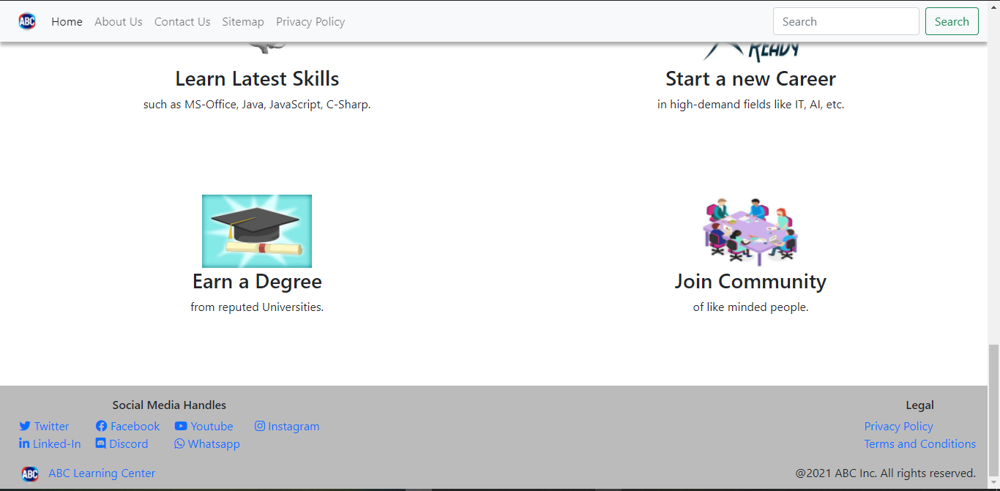 ABC Home About Us Contact Us Sitemap Privacy Policy Search Search
READY
Learn Latest Skills
such as MS-Office, Java, JavaScript, C-Sharp.
Start a new Career
in high-demand fields like IT, AI, etc.
Earn a Degree
from reputed Universities.
Join Community
of like minded people.
Social Media Handles
Twitter Facebook Youtube Instagram
Linked-In Discord Whatsapp
Legal
Privacy Policy
Terms and Conditions
ABC ABC Learning Center
@2021 ABC Inc. All rights reserved.